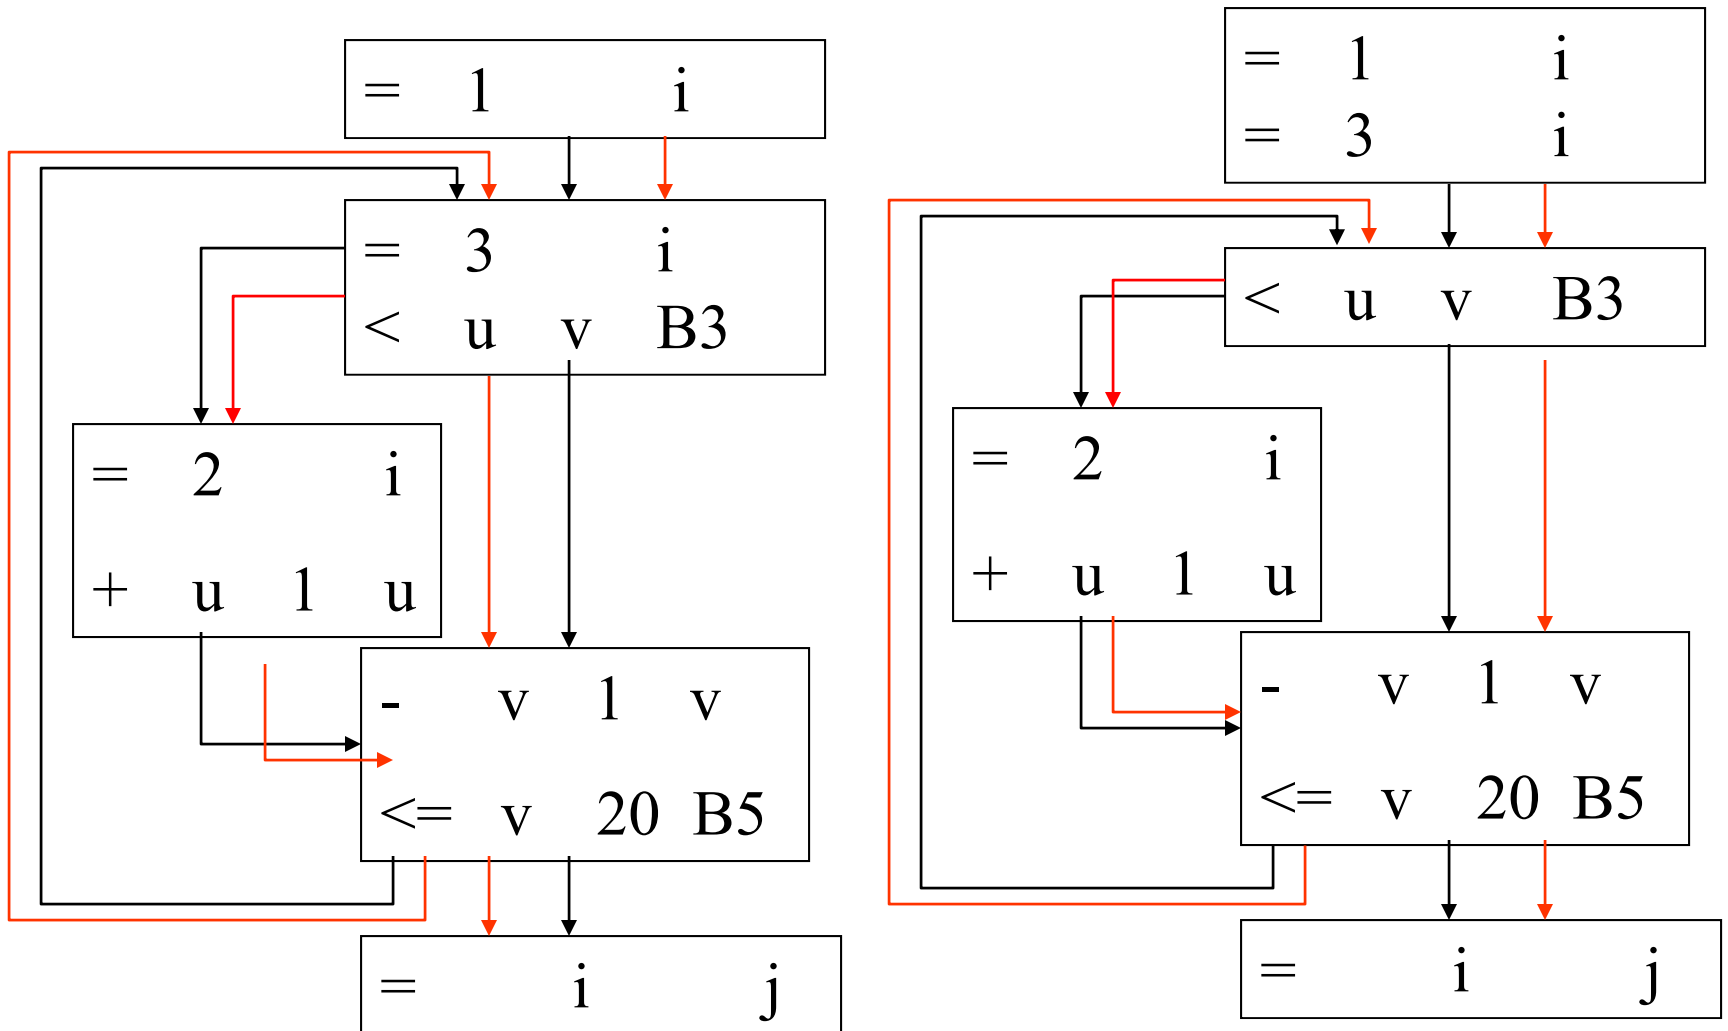 = 1 i
= 3 i
< u v B3
= 2 i
+ u 1 u
- v 1 v
<= v 20 B5
= i j
= 1 i
= 3 i
< u v B3
= 2 i
+ u 1 u
- v 1 v
<= v 20 B5
= i j